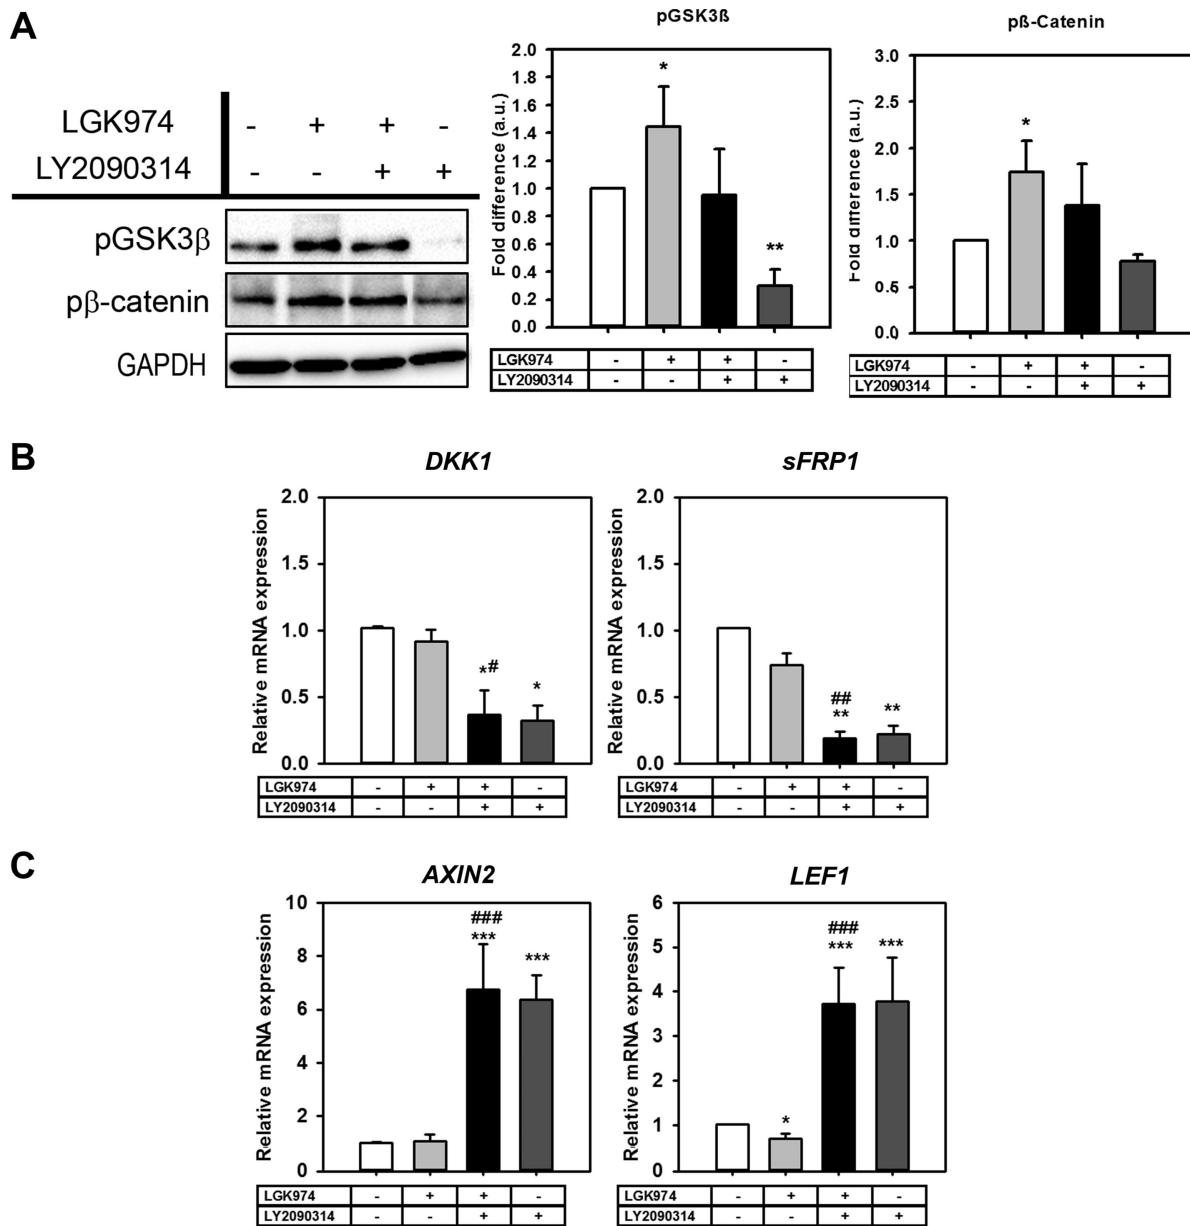 A
LGK974 - + + -
LY2090314 - - + +
pGSK3β
pβ-catenin
GAPDH
pGSK3ß
Fold difference (a.u.)
2.0
1.8
1.6
1.4
1.2
1.0
0.8
0.6
0.4
0.2
0.0
*
**
LGK974 - + + -
LY2090314 - - + +
pß-Catenin
Fold difference (a.u.)
3.0
2.5
2.0
1.5
1.0
0.5
0.0
*
LGK974 - + + -
LY2090314 - - + +
B
DKK1
Relative mRNA expression
2.0
1.5
1.0
0.5
0.0
*#
*
LGK974 - + + -
LY2090314 - - + +
sFRP1
Relative mRNA expression
2.0
1.5
1.0
0.5
0.0
##
**
**
LGK974 - + + -
LY2090314 - - + +
C
AXIN2
Relative mRNA expression
10
8
6
4
2
0
###
***
***
LGK974 - + + -
LY2090314 - - + +
LEF1
Relative mRNA expression
6
5
4
3
2
1
0
*
###
***
***
LGK974 - + + -
LY2090314 - - + +